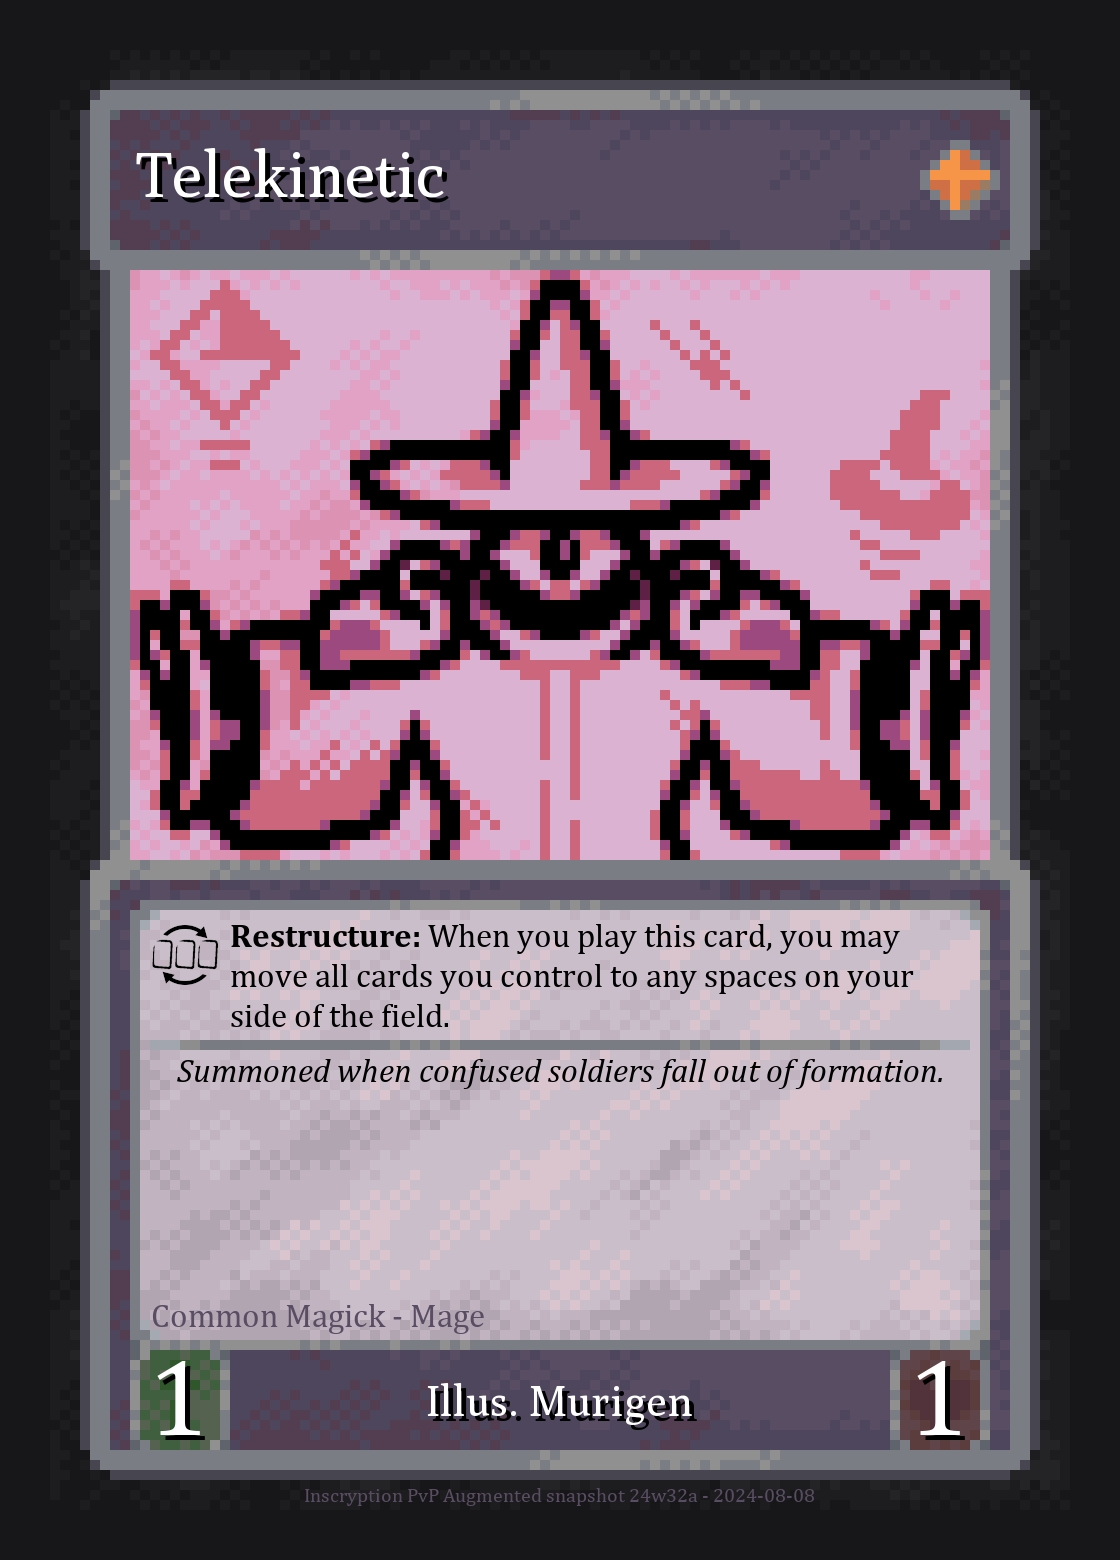 Telekinetic
Restructure: When you play this card, you may
move all cards you control to any spaces on your
side of the field.
Summoned when confused soldiers fall out of formation.
Common Magick - Mage
1
Illus. Murigen
1
Inscryption PvP Augmented snapshot 24w32a - 2024-08-08